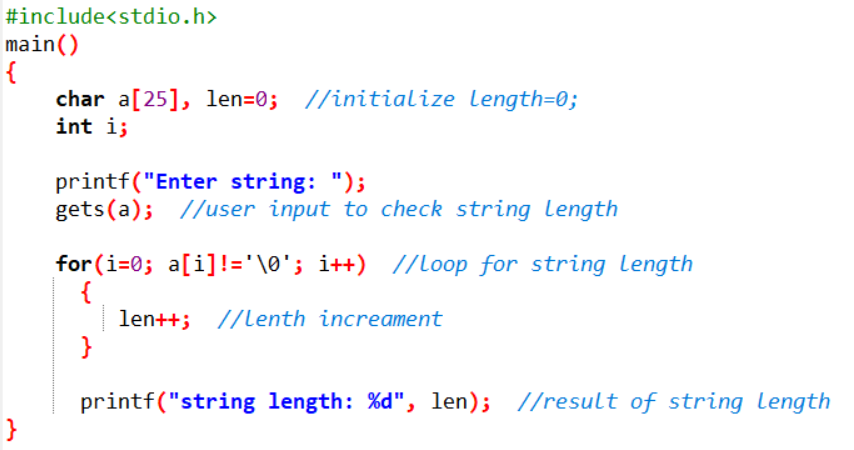 #include<stdio.h>
main()
{
char a[25], len=0; //initialize length=0;
int i;
printf("Enter string: ");
gets(a); //user input to check string length
for(i=0; a[i]!='\0'; i++) //loop for string length
{
len++; //lenth increament
}
printf("string length: %d", len); //result of string length
}